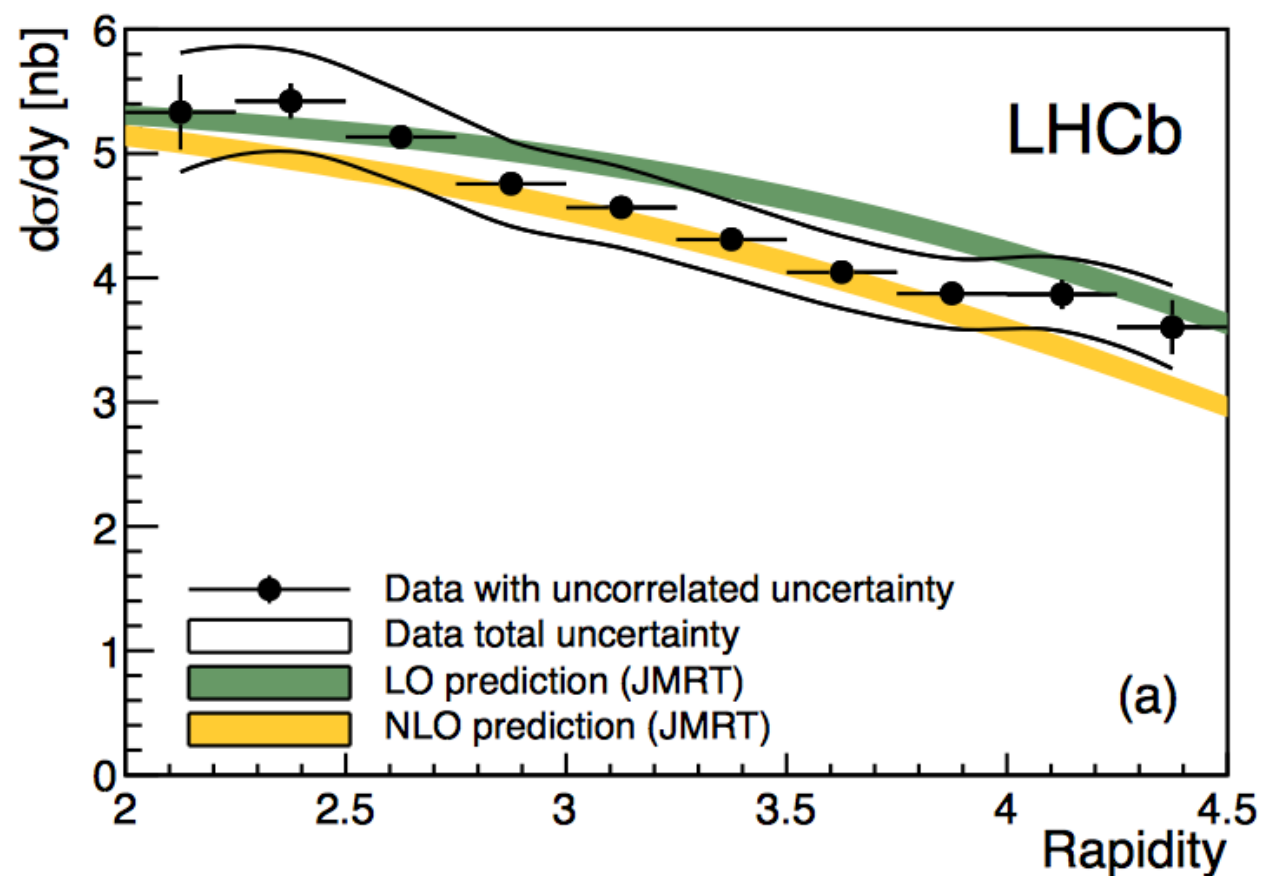 dσ/dy [nb]
6
5
4
3
2
1
0
LHCb
Data with uncorrelated uncertainty
Data total uncertainty
LO prediction (JMRT)
NLO prediction (JMRT)
(a)
2 2.5 3 3.5 4 4.5
Rapidity